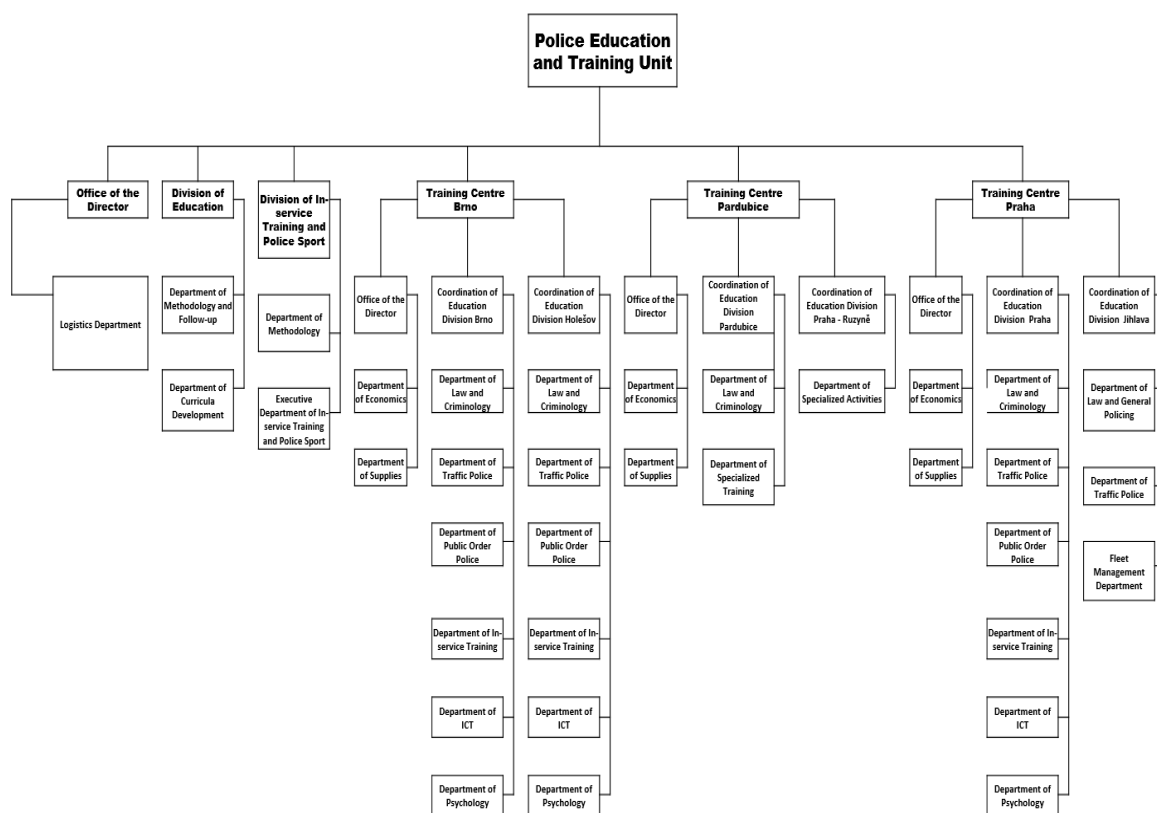 Police Education
and Training Unit
Office of the
Director
Division of
Education
Division of In-
service
Training and
Police Sport
Training Centre
Brno
Training Centre
Pardubice
Training Centre
Praha
Logistics Department
Department of
Methodology and
Follow-up
Department of
Curricula
Development
Department of
Methodology
Executive
Department of In-
service Training
and Police Sport
Office of the
Director
Department
of Economics
Department
of Supplies
Coordination of
Education
Division Brno
Department of
Law and
Criminology
Department of
Traffic Police
Department of
Public Order
Police
Department of In-
service Training
Department of
ICT
Department of
Psychology
Coordination of
Education
Division Holešov
Department of
Law and
Criminology
Department of
Traffic Police
Department of
Public Order
Police
Department of In-
service Training
Department of
ICT
Department of
Psychology
Office of the
Director
Department
of Economics
Department
of Supplies
Coordination of
Education
Division
Pardubice
Department of
Law and
Criminology
Department of
Specialized
Training
Coordination of
Education Division
Praha - Ruzyně
Department of
Specialized Activities
Office of the
Director
Department
of Economics
Department
of Supplies
Coordination of
Education
Division Praha
Department of
Law and
Criminology
Department of
Traffic Police
Department of
Public Order
Police
Department of In-
service Training
Department of
ICT
Department of
Psychology
Coordination of
Education
Division Jihlava
Department of
Law and General
Policing
Department of
Traffic Police
Fleet
Management
Department